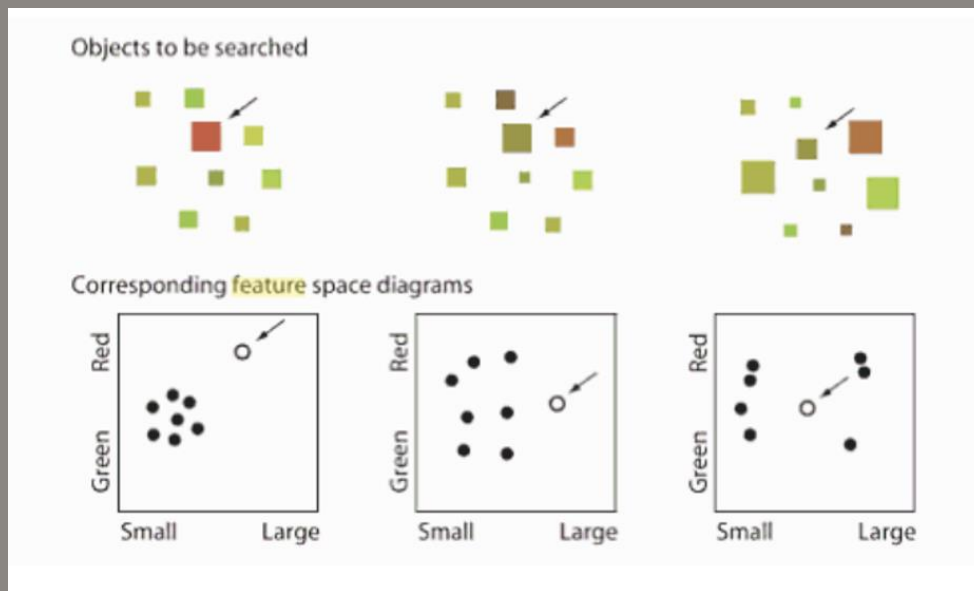 Objects to be searched
Corresponding feature space diagrams
Red
Green
Small
Large
Red
Green
Small
Large
Red
Green
Small
Large